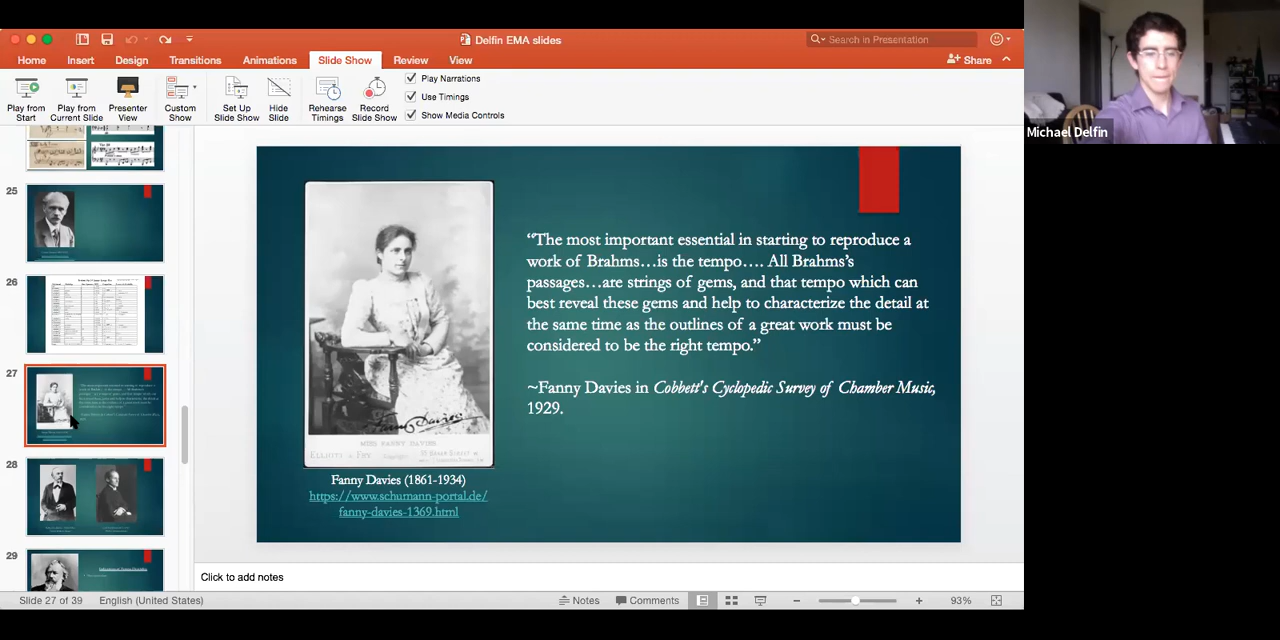 Delfin EMA slides
Search in Presentation
Home Insert Design Transitions Animations Slide Show Review View
Share
Play from Start
Play from Current Slide
Presenter View
Custom Show
Set Up Slide Show
Hide Slide
Rehearse Timings
Record Slide Show
Play Narrations
Use Timings
Show Media Controls
Michael Delfin
25
26
27
28
29
“The most important essential in starting to reproduce a
work of Brahms…is the tempo…. All Brahms’s
passages…are strings of gems, and that tempo which can
best reveal these gems and help to characterize the detail at
the same time as the outlines of a great work must be
considered to be the right tempo.”
~Fanny Davies in Cobbett's Cyclopedic Survey of Chamber Music,
1929.
Fanny Davies
MISS FANNY DAVIES
ELLIOTT & FRY
Fanny Davies (1861-1934)
https://www.schumann-portal.de/
fanny-davies-1369.html
Click to add notes
Slide 27 of 39 English (United States)
Notes Comments
93%